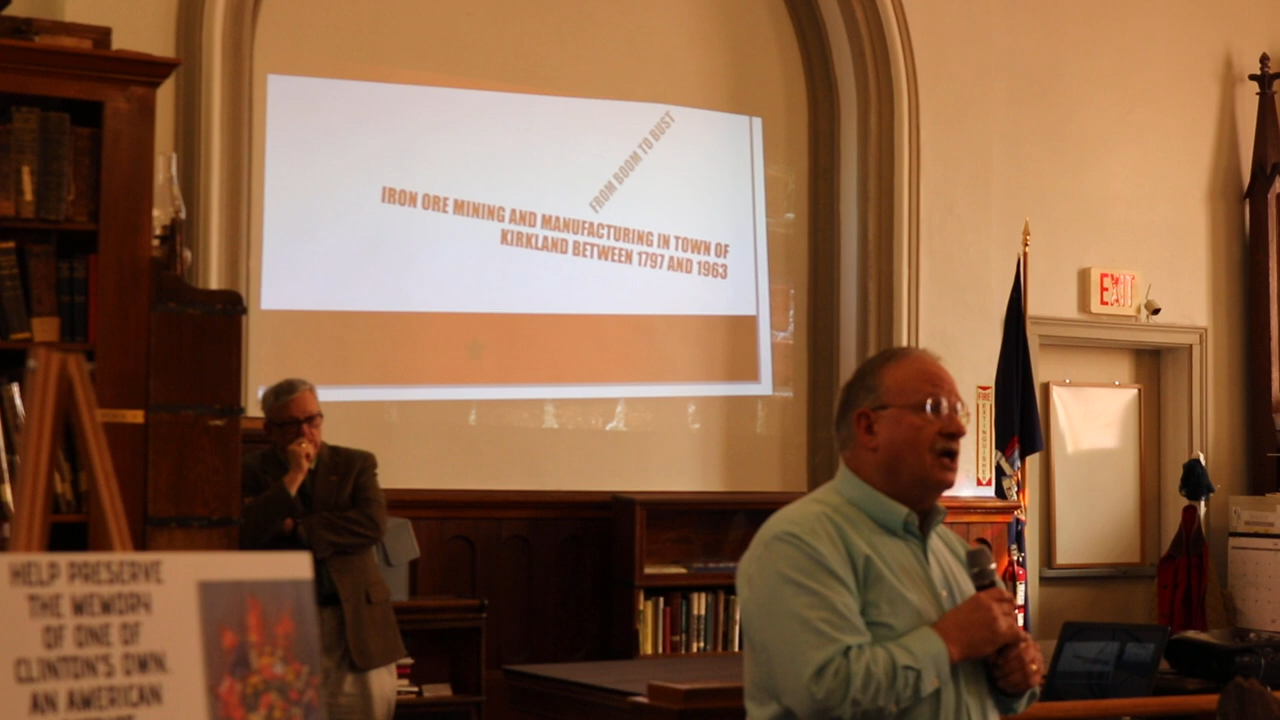 FROM BOOM TO BUST
IRON ORE MINING AND MANUFACTURING IN TOWN OF
KIRKLAND BETWEEN 1797 AND 1963
EXIT
FIRE
EXTINGUISHER
HELP PRESERVE
THE MEMORY
OF ONE OF
CLINTON'S OWN.
AN AMERICAN